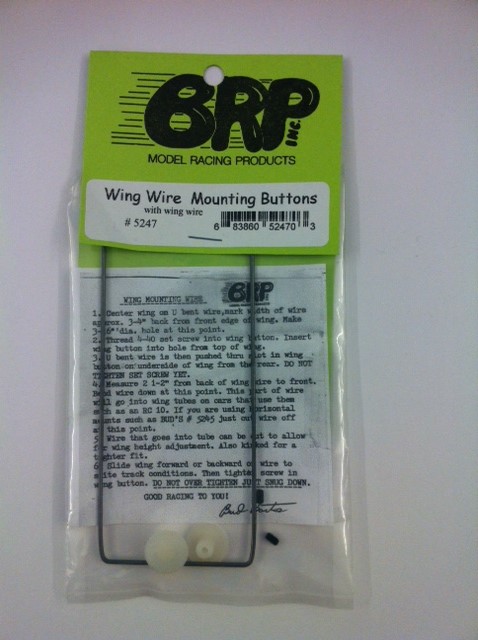 BRP INC.
MODEL RACING PRODUCTS
Wing Wire Mounting Buttons
with wing wire
# 5247
6 83860 52470 3
WING MOUNTING WIRE BRP
1. Center wing on U bent wire, mark width of wire
approx. 3-4" back from front edge of wing. Make
dia. hole at this point.
2. Thread 4-40 set screw into wing button. Insert
wing button into hole from top of wing.
3. U bent wire is then pushed thru slot in wing
button on underside of wing from the rear. DO NOT
TIGHTEN SET SCREW YET.
4. Measure 2 1-2" from back of wing wire to front.
Bend wire down at this point. This part of wire
will go into wing tubes on cars that use them
such as an RC 10. If you are using horizontal
mounts such as BUD'S # 5245 just cut wire off
this point.
5. Wire that goes into tube can be cut to allow
for wing height adjustment. Also kinked for a
tighter fit.
6. Slide wing forward or backward on wire to
suite track conditions. Then tighten screw in
wing button. DO NOT OVER TIGHTEN JUST SNUG DOWN.
GOOD RACING TO YOU!